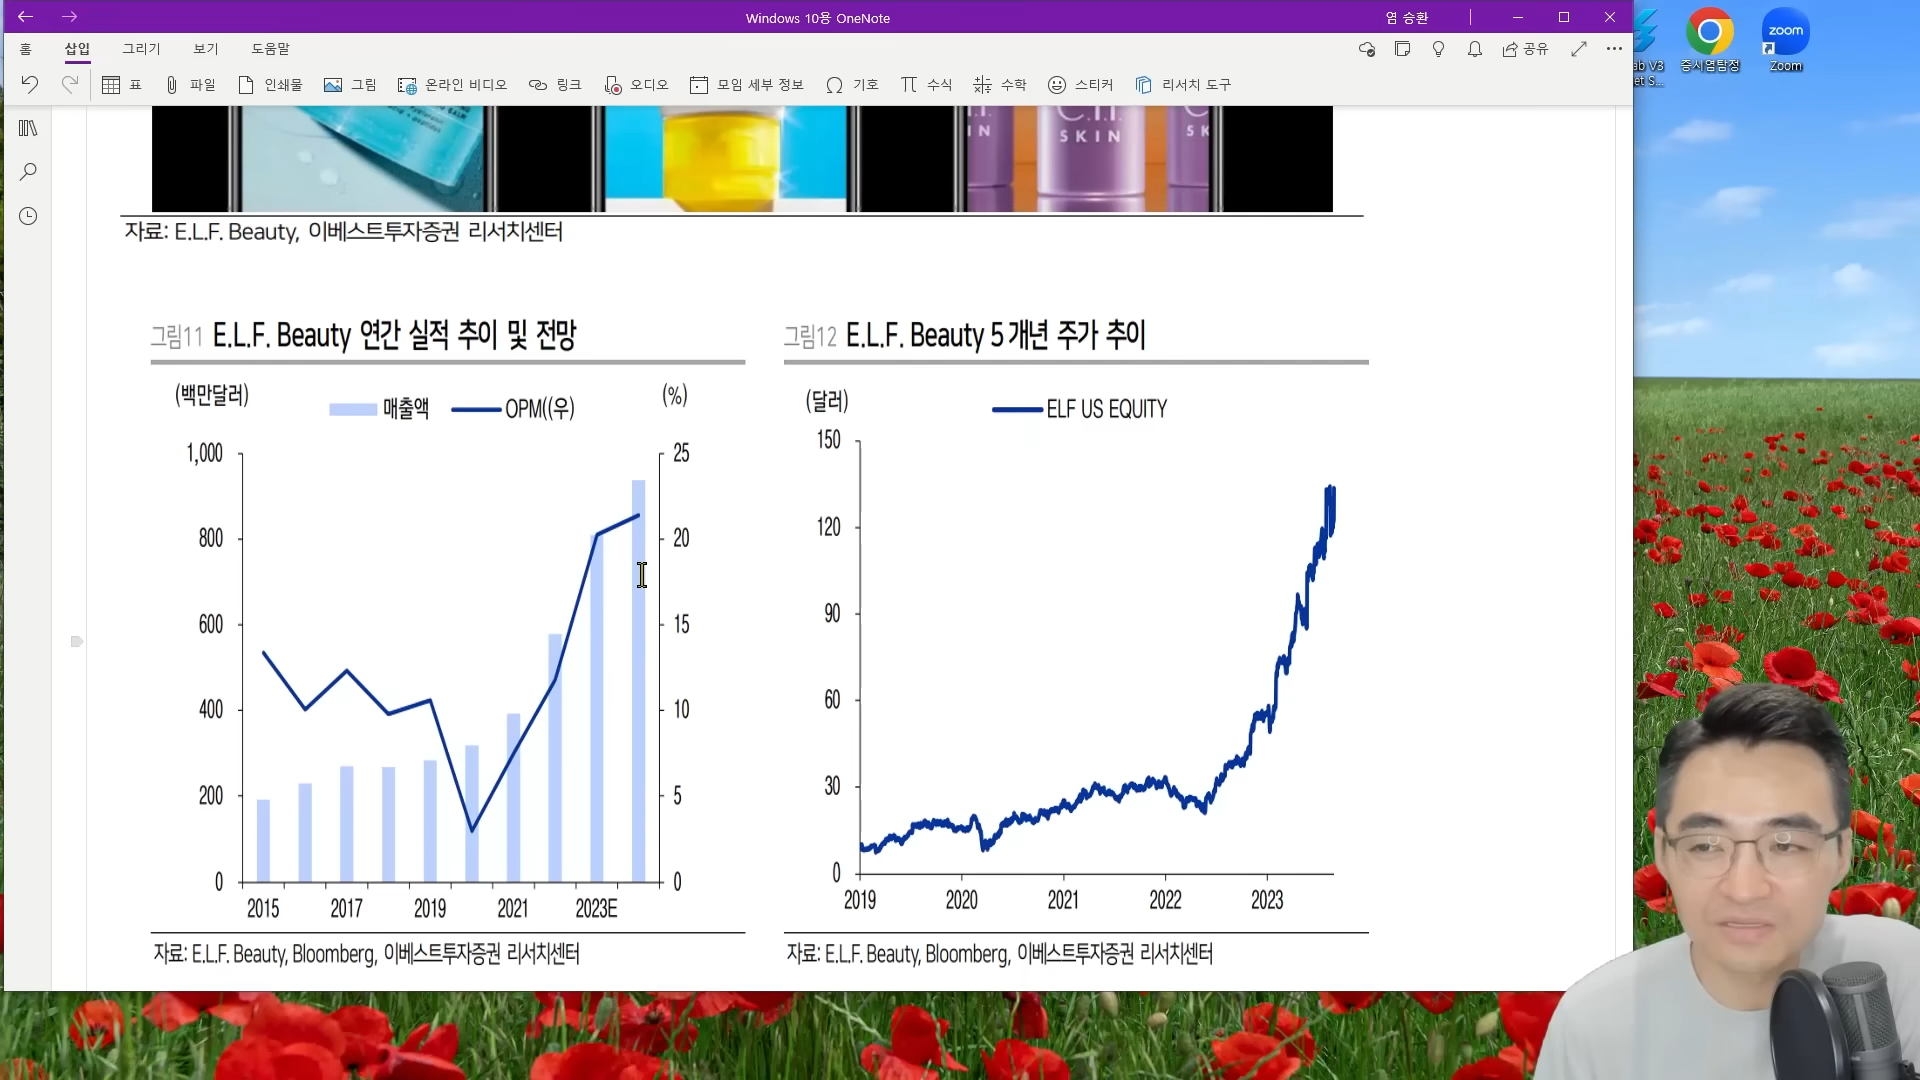 Windows 10용 OneNote
염 승환
홈 삽입 그리기 보기 도움말
공유
표 파일 인쇄물 그림 온라인 비디오 링크 오디오 모임 세부 정보 기호 수식 수학 스티커 리서치 도구
ab V3
et S...
증시염탐정
zoom
Zoom
IN
SKIN
SK
자료: E.L.F. Beauty, 이베스트투자증권 리서치센터
그림11 E.L.F. Beauty 연간 실적 추이 및 전망
(백만달러)
매출액
OPM((우)
(%)
1,000
800
600
400
200
0
25
20
15
10
5
0
2015 2017 2019 2021 2023E
자료: E.L.F. Beauty, Bloomberg, 이베스트투자증권 리서치센터
그림12 E.L.F. Beauty 5개년 주가 추이
(달러)
ELF US EQUITY
150
120
90
60
30
0
2019 2020 2021 2022 2023
자료: E.L.F. Beauty, Bloomberg, 이베스트투자증권 리서치센터